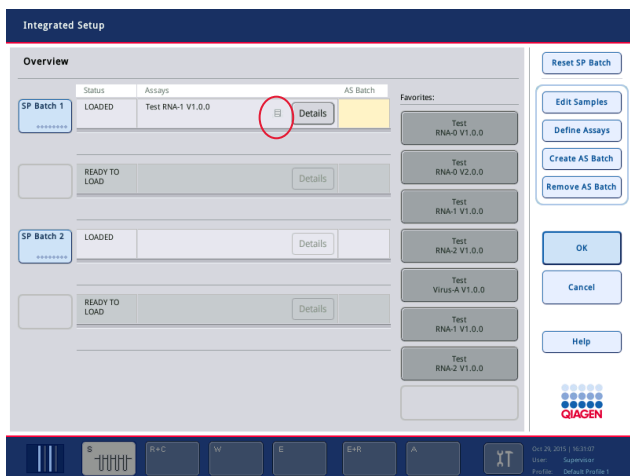 Integrated Setup
Overview
Reset SP Batch
Status Assays AS Batch
Favorites:
SP Batch 1
LOADED Test RNA-1 V1.0.0 Details
Edit Samples
Define Assays
Create AS Batch
Remove AS Batch
Test
RNA-0 V1.0.0
Test
RNA-0 V2.0.0
READY TO
LOAD
Details
Test
RNA-1 V1.0.0
SP Batch 2
LOADED Details
Test
RNA-2 V1.0.0
OK
Test
Virus-A V1.0.0
Cancel
READY TO
LOAD
Details
Test
RNA-1 V1.0.0
Help
Test
RNA-2 V1.0.0
QIAGEN
S R+C W E E+R A
Oct 29, 2015 | 16:31:07
User: Supervisor
Profile: Default Profile 1